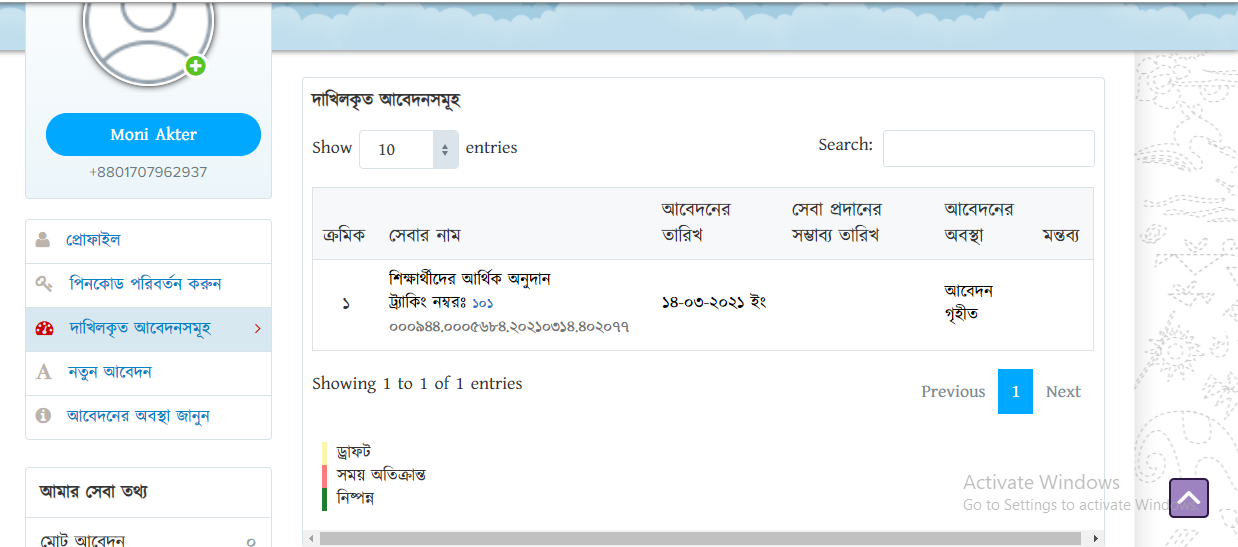 Moni Akter
+8801707962937
প্রোফাইল
পিনকোড পরিবর্তন করুন
দাখিলকৃত আবেদনসমূহ
নতুন আবেদন
আবেদনের অবস্থা জানুন
আমার সেবা তথ্য
মোট আবেদন ০
দাখিলকৃত আবেদনসমূহ
Show 10 entries
Search:
ক্রমিক সেবার নাম আবেদনের তারিখ সেবা প্রদানের সম্ভাব্য তারিখ আবেদনের অবস্থা মন্তব্য
শিক্ষার্থীদের আর্থিক অনুদান
১ ট্র্যাকিং নম্বরঃ ১০১ ১৪-০৩-২০২১ ইং আবেদন গৃহীত
০০০৯৪৪.০০০৫৬৮৪.২০২১০৩১৪.৪০২০৭৭
Showing 1 to 1 of 1 entries
Previous 1 Next
ড্রাফট
সময় অতিক্রান্ত
নিষ্পন্ন
Activate Windows
Go to Settings to activate Windows.